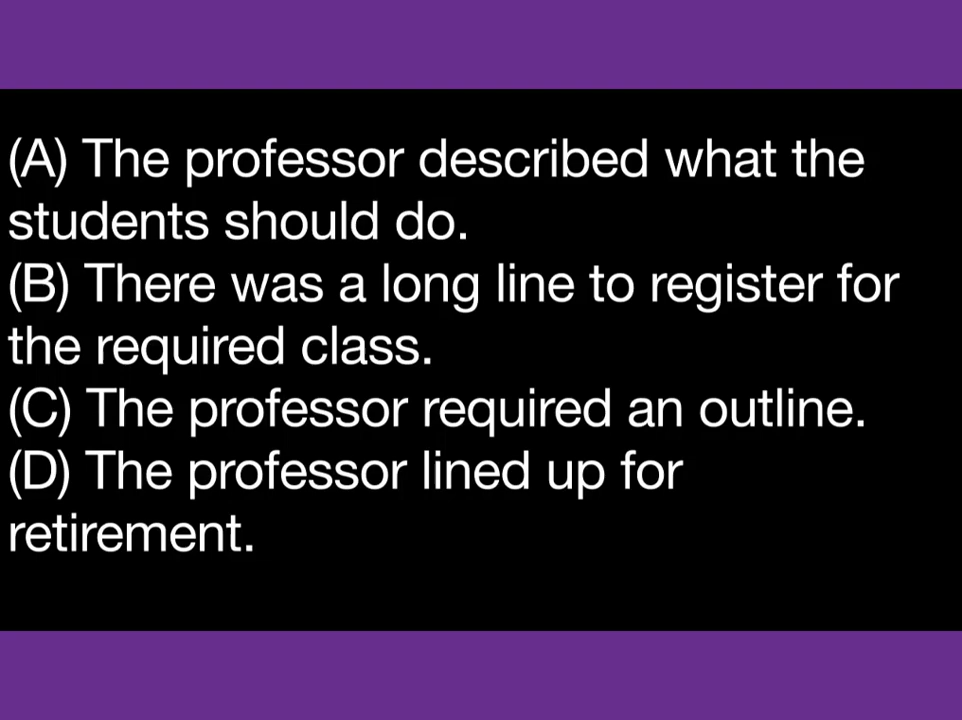 (A) The professor described what the
students should do.
(B) There was a long line to register for
the required class.
(C) The professor required an outline.
(D) The professor lined up for
retirement.